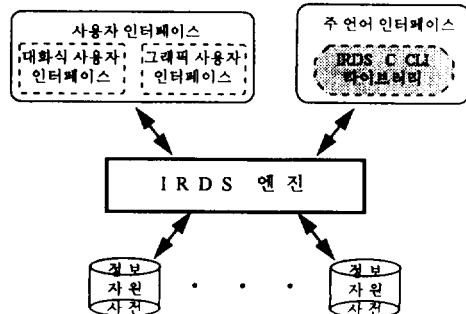 사용자 인터페이스
대화식 사용자
인터페이스
그래픽 사용자
인터페이스
주 언어 인터페이스
IRDS C CLI
라이브러리
IRDS 엔진
정보
자원
사전
. . .
정보
자원
사전